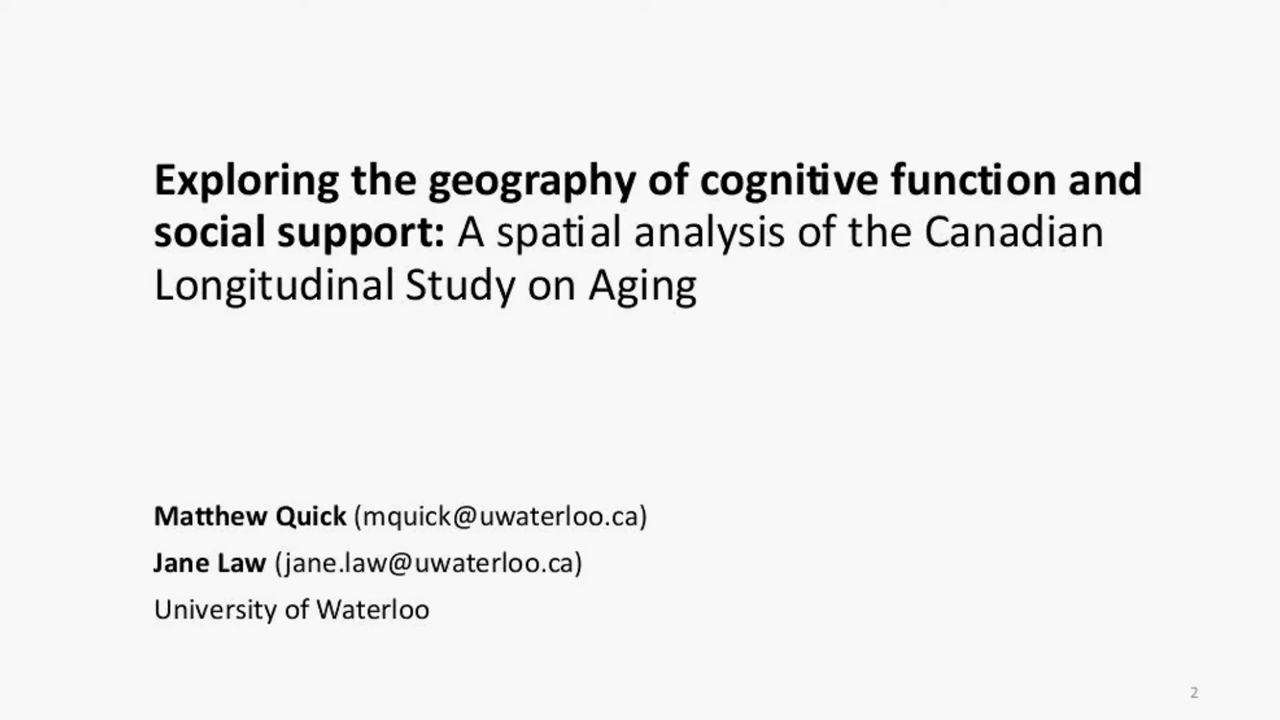 Exploring the geography of cognitive function and
social support: A spatial analysis of the Canadian
Longitudinal Study on Aging
Matthew Quick (mquick@uwaterloo.ca)
Jane Law (jane.law@uwaterloo.ca)
University of Waterloo
2